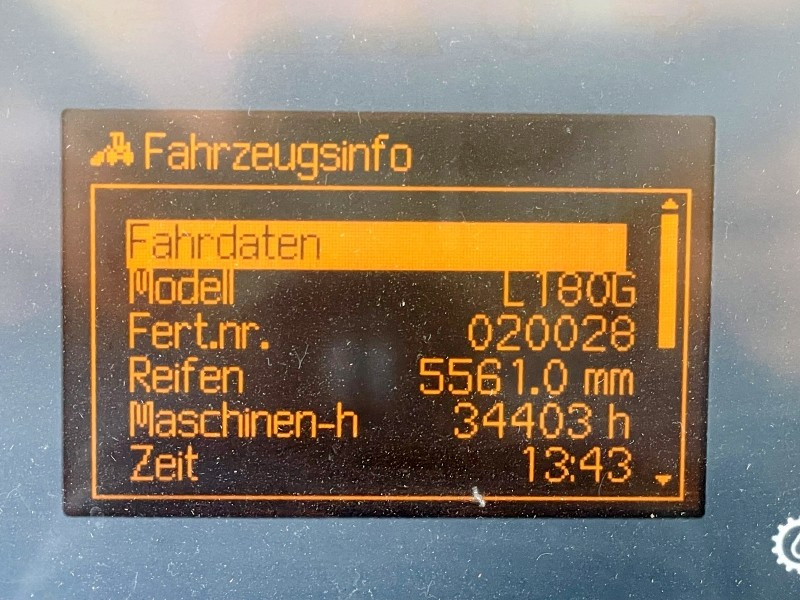 Fahrzeugsinfo
Fahrdaten
Modell L180G
Fert.nr. 020028
Reifen 5561.0 mm
Maschinen-h 34403 h
Zeit 13:43